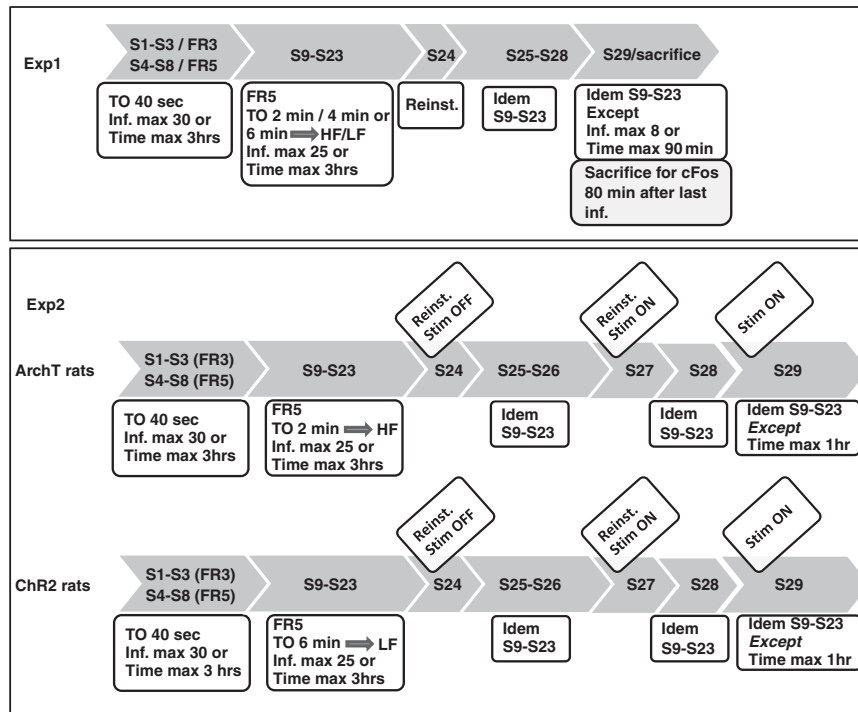 Exp1
S1-S3 / FR3
S4-S8 / FR5
S9-S23
S24
S25-S28
S29/sacrifice
TO 40 sec
Inf. max 30 or
Time max 3hrs
FR5
TO 2 min / 4 min or
6 min ⟹ HF/LF
Inf. max 25 or
Time max 3hrs
Reinst.
Idem
S9-S23
Idem S9-S23
Except
Inf. max 8 or
Time max 90 min
Sacrifice for cFos
80 min after last
inf.
Exp2
Reinst.
Stim OFF
Reinst.
Stim ON
Stim ON
ArchT rats
S1-S3 (FR3)
S4-S8 (FR5)
S9-S23
S24
S25-S26
S27
S28
S29
TO 40 sec
Inf. max 30 or
Time max 3hrs
FR5
TO 2 min ⟹ HF
Inf. max 25 or
Time max 3hrs
Idem
S9-S23
Idem
S9-S23
Idem S9-S23
Except
Time max 1hr
Reinst.
Stim OFF
Reinst.
Stim ON
Stim ON
ChR2 rats
S1-S3 (FR3)
S4-S8 (FR5)
S9-S23
S24
S25-S26
S27
S28
S29
TO 40 sec
Inf. max 30 or
Time max 3 hrs
FR5
TO 6 min ⟹ LF
Inf. max 25 or
Time max 3hrs
Idem
S9-S23
Idem
S9-S23
Idem S9-S23
Except
Time max 1hr